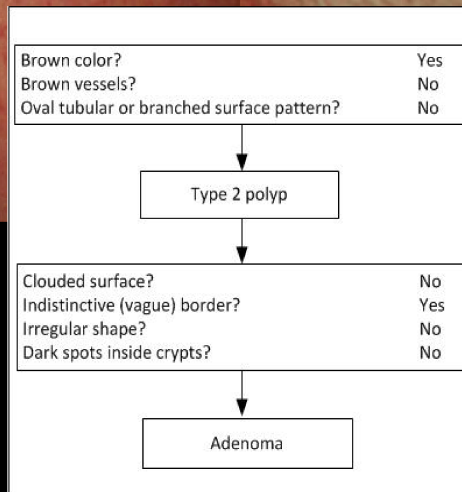 Brown color? Yes
Brown vessels? No
Oval tubular or branched surface pattern? No
Type 2 polyp
Clouded surface? No
Indistinctive (vague) border? Yes
Irregular shape? No
Dark spots inside crypts? No
Adenoma